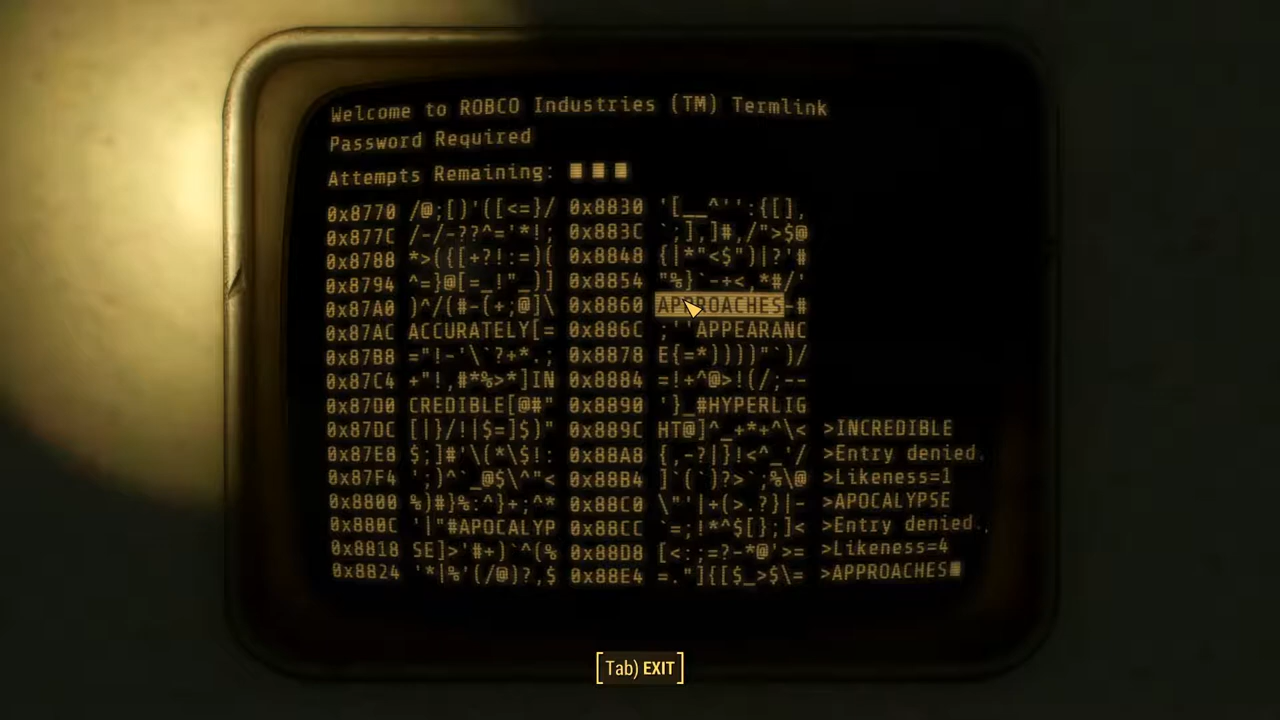 Welcome to ROBCO Industries (TM) Termlink
Password Required
Attempts Remaining: ■ ■ ■
0x8770 /@;[)'([<=}/ 0x8830 '[__^'':{[],
0x877C /-/-??^='*!; 0x883C `;],]#,/">$@
0x8788 *>({[+?!:=)( 0x8848 {|*"<$")|?'#
0x8794 ^=}@[=_!"_)] 0x8854 "%}`-+<,*#/'
0x87A0 )^/(#-(+;@]\ 0x8860 APPROACHES-#
0x87AC ACCURATELY[= 0x886C ;''APPEARANC
0x87B8 ="!-'\`?+*.; 0x8878 E{=*))))"`)/
0x87C4 +"!,#*%>*]IN 0x8884 =!+^@>!(/;--
0x87D0 CREDIBLE[@#" 0x8890 '}_#HYPERLIG
0x87DC [|}/!|$=]$)" 0x889C HT@]^_+*+^\< >INCREDIBLE
0x87E8 $;]#'\(*\$!: 0x88A8 {,-?|}!<^_'/ >Entry denied.
0x87F4 `;)^`_@$\^"< 0x88B4 ]`(`)?>`;%\@ >Likeness=1
0x8800 %)#}%:^}+;^* 0x88C0 \"'|+(>.?}|- >APOCALYPSE
0x880C '|"#APOCALYP 0x88CC `=;!*^$[};]< >Entry denied.
0x8818 SE]>'#+)`^(% 0x88D8 [<:;=?-*@'>= >Likeness=4
0x8824 '*|%'(/@)?,$ 0x88E4 =."]{[$_>$\= >APPROACHES■
[Tab) EXIT]